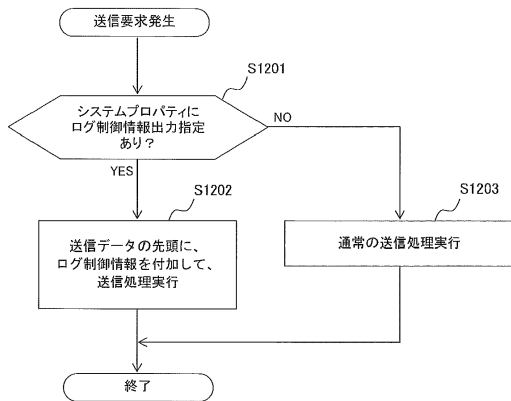 送信要求発生
S1201
システムプロパティに
ログ制御情報出力指定
あり?
NO
YES
S1202
S1203
送信データの先頭に、
ログ制御情報を付加して、
送信処理実行
通常の送信処理実行
終了